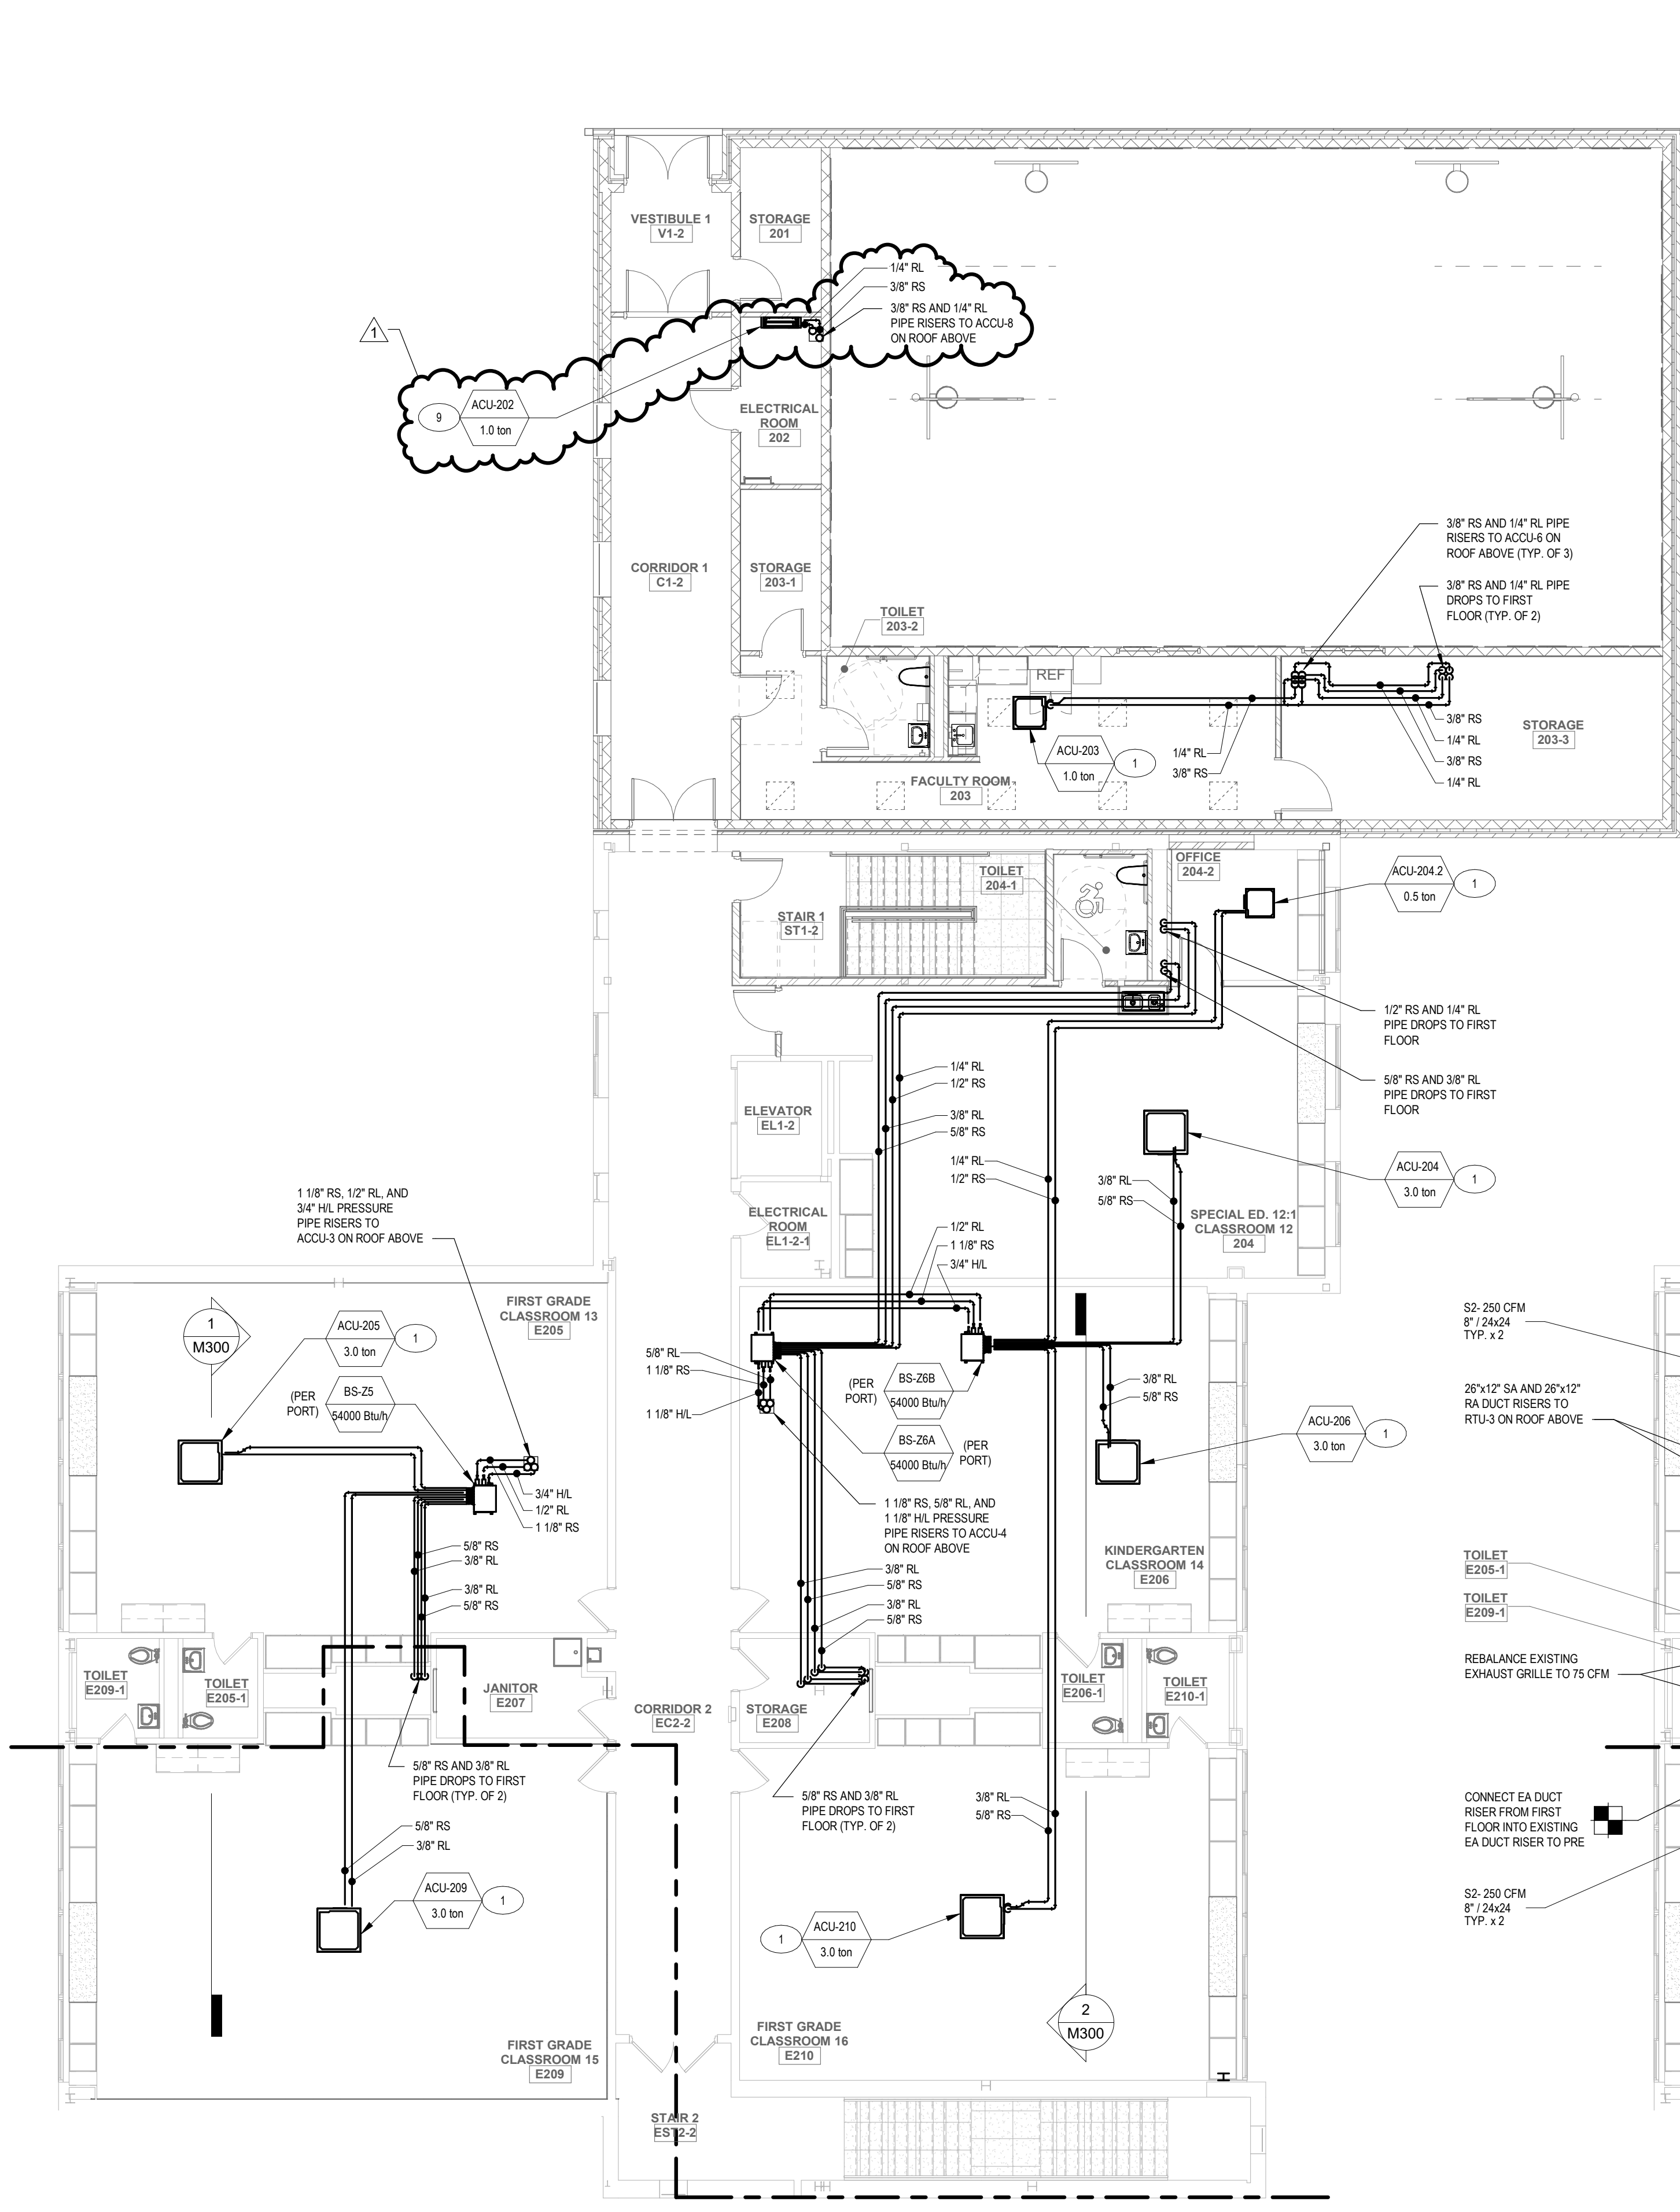 VESTIBULE 1
V1-2
STORAGE
201
1/4" RL
3/8" RS
3/8" RS AND 1/4" RL
PIPE RISERS TO ACCU-8
ON ROOF ABOVE
1
9
ACU-202
1.0 ton
ELECTRICAL
ROOM
202
3/8" RS AND 1/4" RL PIPE
RISERS TO ACCU-6 ON
ROOF ABOVE (TYP. OF 3)
CORRIDOR 1
C1-2
STORAGE
203-1
3/8" RS AND 1/4" RL PIPE
DROPS TO FIRST
FLOOR (TYP. OF 2)
TOILET
203-2
REF
3/8" RS
1/4" RL
3/8" RS
1/4" RL
STORAGE
203-3
ACU-203
1.0 ton
1
1/4" RL
3/8" RS
FACULTY ROOM
203
OFFICE
204-2
TOILET
204-1
ACU-204.2
0.5 ton
1
STAIR 1
ST1-2
1/2" RS AND 1/4" RL
PIPE DROPS TO FIRST
FLOOR
5/8" RS AND 3/8" RL
PIPE DROPS TO FIRST
FLOOR
1/4" RL
1/2" RS
3/8" RL
5/8" RS
ELEVATOR
EL1-2
1/4" RL
1/2" RS
3/8" RL
5/8" RS
ACU-204
3.0 ton
1
1 1/8" RS, 1/2" RL, AND
3/4" H/L PRESSURE
PIPE RISERS TO
ACCU-3 ON ROOF ABOVE
ELECTRICAL
ROOM
EL1-2-1
SPECIAL ED. 12:1
CLASSROOM 12
204
1/2" RL
1 1/8" RS
3/4" H/L
FIRST GRADE
CLASSROOM 13
E205
1
M300
ACU-205
3.0 ton
1
(PER
PORT)
BS-Z5
54000 Btu/h
5/8" RL
1 1/8" RS
1 1/8" H/L
(PER
PORT)
BS-Z6B
54000 Btu/h
BS-Z6A
54000 Btu/h
(PER
PORT)
3/8" RL
5/8" RS
S2- 250 CFM
8" / 24x24
TYP. x 2
26"x12" SA AND 26"x12"
RA DUCT RISERS TO
RTU-3 ON ROOF ABOVE
ACU-206
3.0 ton
1
3/4" H/L
1/2" RL
1 1/8" RS
1 1/8" RS, 5/8" RL, AND
1 1/8" H/L PRESSURE
PIPE RISERS TO ACCU-4
ON ROOF ABOVE
5/8" RS
3/8" RL
3/8" RL
5/8" RS
3/8" RL
5/8" RS
3/8" RL
5/8" RS
KINDERGARTEN
CLASSROOM 14
E206
TOILET
E205-1
TOILET
E209-1
REBALANCE EXISTING
EXHAUST GRILLE TO 75 CFM
TOILET
E209-1
TOILET
E205-1
JANITOR
E207
CORRIDOR 2
EC2-2
STORAGE
E208
TOILET
E206-1
TOILET
E210-1
5/8" RS AND 3/8" RL
PIPE DROPS TO FIRST
FLOOR (TYP. OF 2)
5/8" RS AND 3/8" RL
PIPE DROPS TO FIRST
FLOOR (TYP. OF 2)
3/8" RL
5/8" RS
CONNECT EA DUCT
RISER FROM FIRST
FLOOR INTO EXISTING
EA DUCT RISER TO PRE
5/8" RS
3/8" RL
ACU-209
3.0 ton
1
1
ACU-210
3.0 ton
S2- 250 CFM
8" / 24x24
TYP. x 2
2
M300
FIRST GRADE
CLASSROOM 15
E209
FIRST GRADE
CLASSROOM 16
E210
STAIR 2
EST2-2